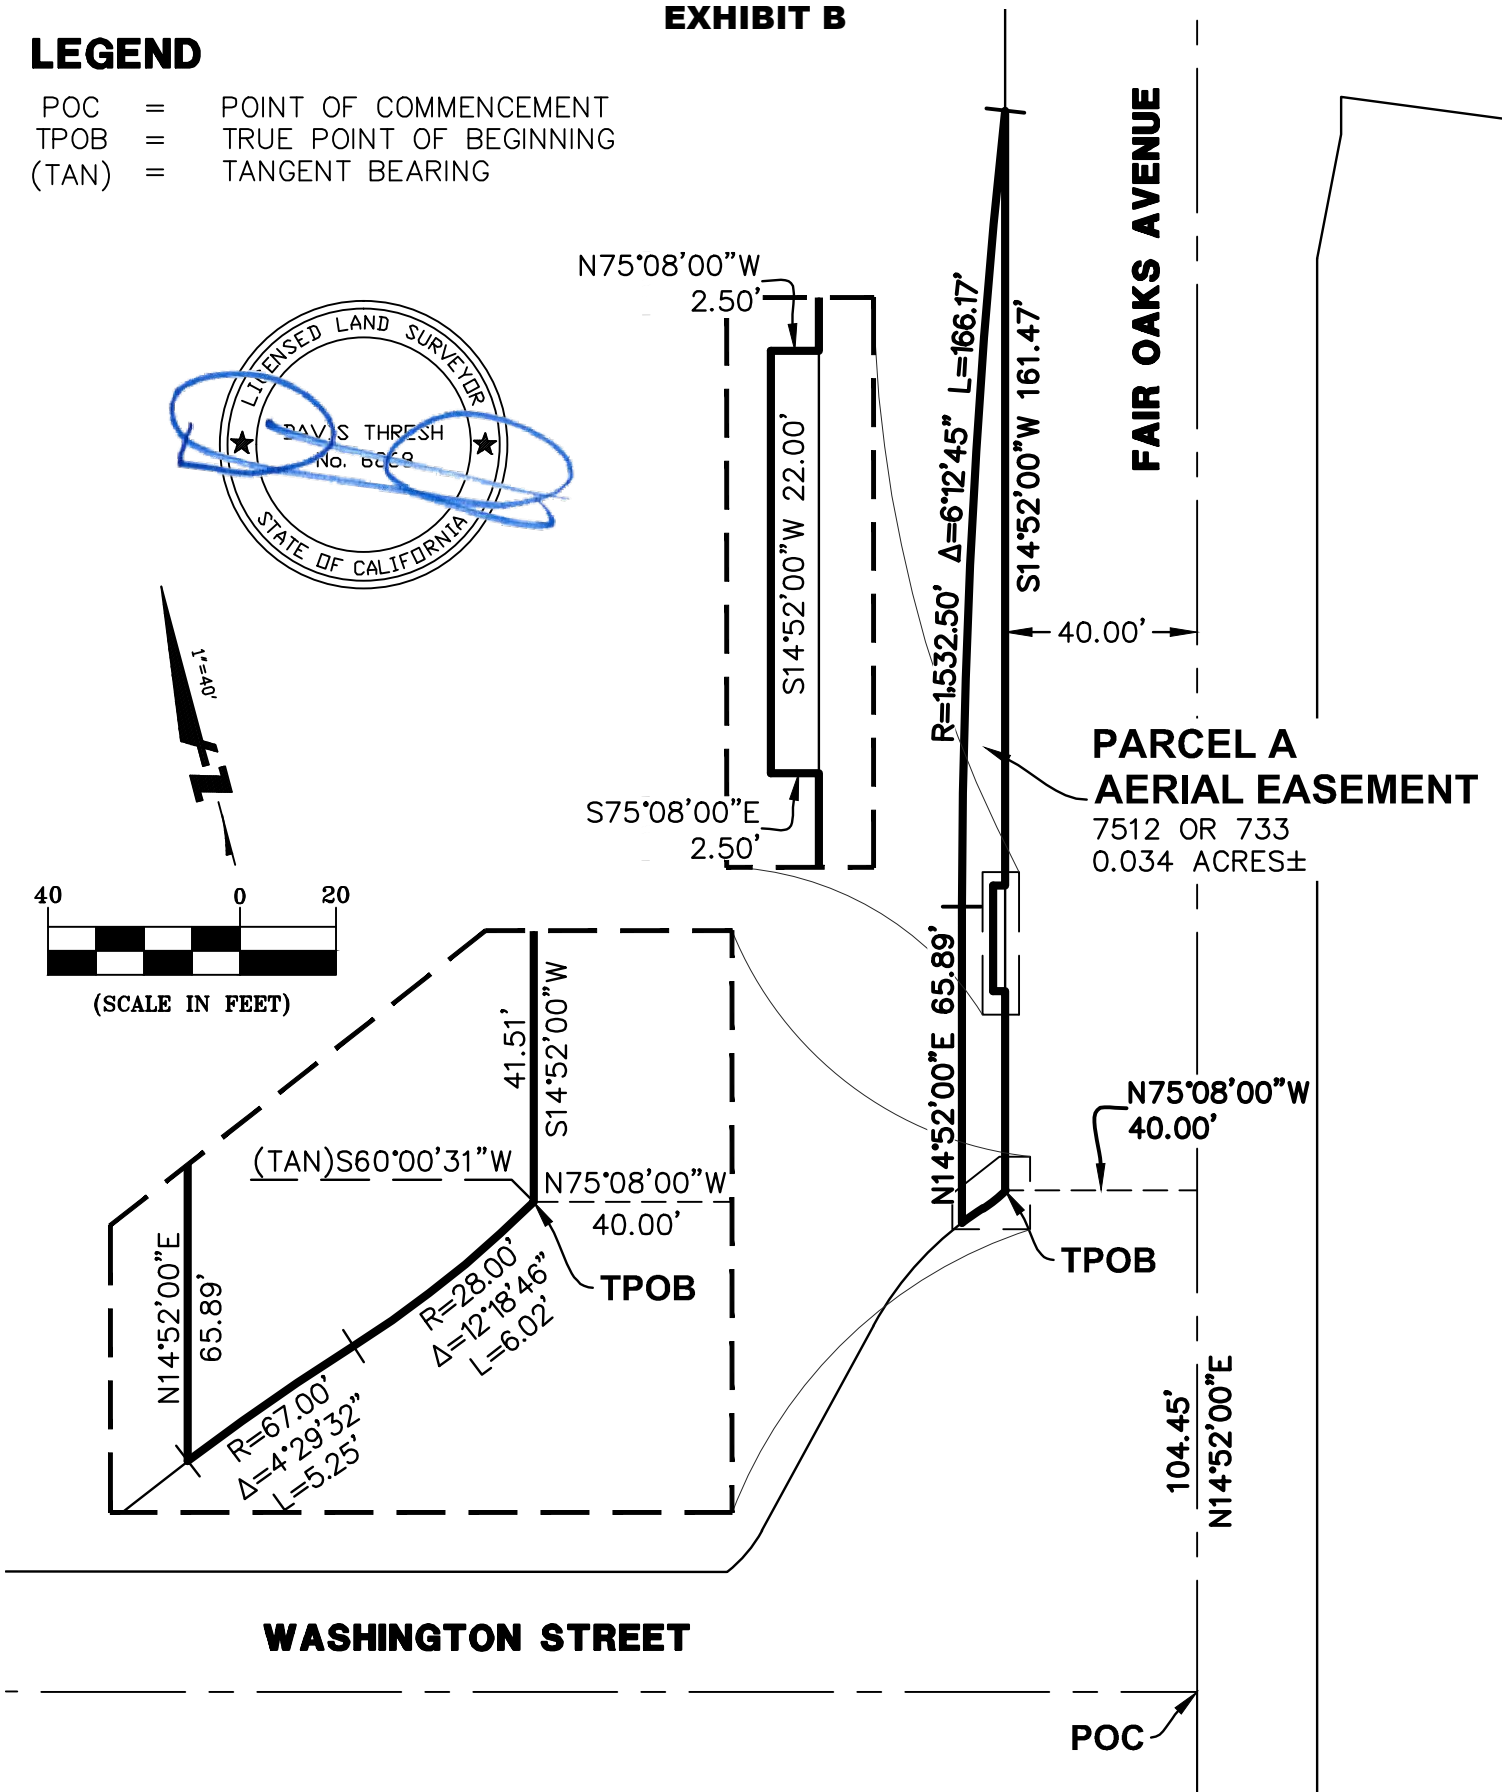 EXHIBIT B
LEGEND
POC = POINT OF COMMENCEMENT
TPOB = TRUE POINT OF BEGINNING
(TAN) = TANGENT BEARING
LICENSED LAND SURVEYOR
DAVIS THRESH
No. 6868
STATE OF CALIFORNIA
1"=40'
40 0 20
(SCALE IN FEET)
N75°08'00"W
2.50'
S14°52'00"W 22.00'
S75°08'00"E
2.50'
R=1,532.50' Δ=6°12'45" L=166.17'
S14°52'00"W 161.47'
FAIR OAKS AVENUE
40.00'
PARCEL A
AERIAL EASEMENT
7512 OR 733
0.034 ACRES±
N14°52'00"E 65.89'
N75°08'00"W
40.00'
TPOB
41.51'
S14°52'00"W
(TAN)S60°00'31"W
N75°08'00"W
40.00'
TPOB
N14°52'00"E
65.89'
R=28.00'
Δ=12°18'46"
L=6.02'
R=67.00'
Δ=4°29'32"
L=5.25'
104.45'
N14°52'00"E
WASHINGTON STREET
POC